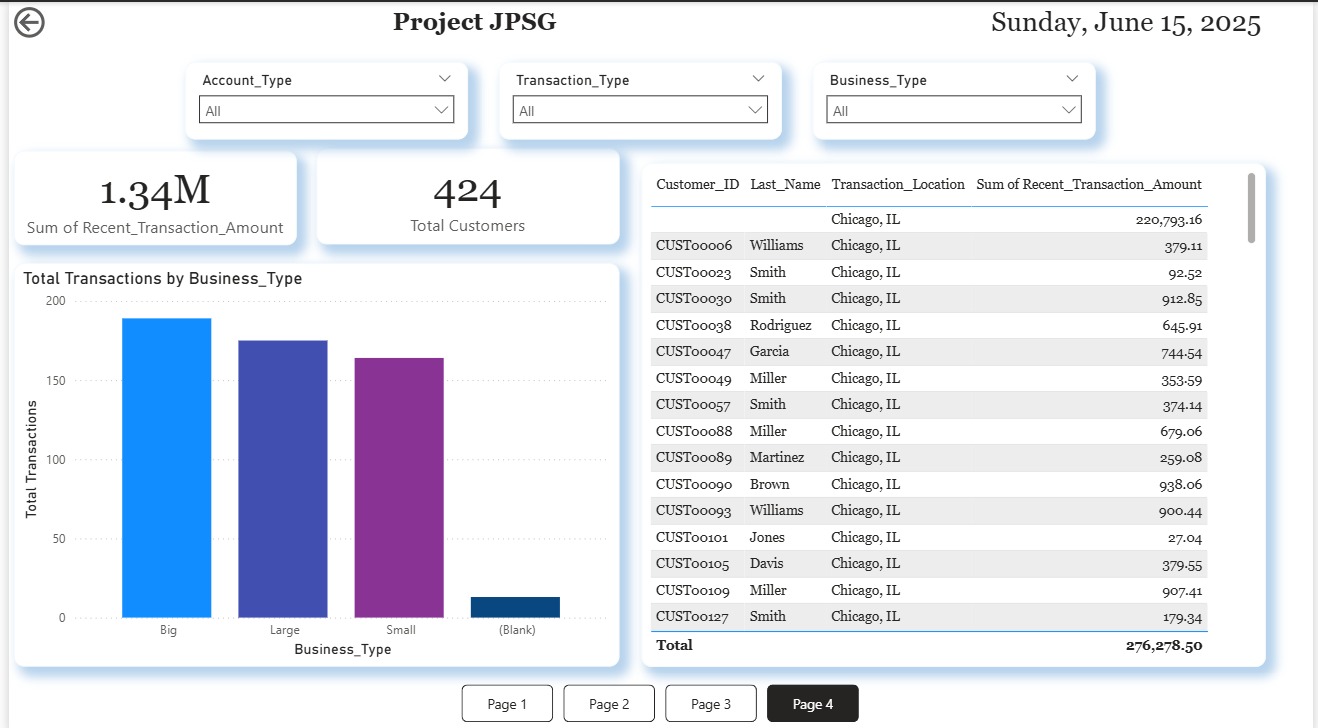 Project JPSG
Sunday, June 15, 2025
Account_Type
All
Transaction_Type
All
Business_Type
All
1.34M
Sum of Recent_Transaction_Amount
424
Total Customers
Total Transactions by Business_Type
Total Transactions
200
150
100
50
0
Big Large Small (Blank)
Business_Type
Customer_ID Last_Name Transaction_Location Sum of Recent_Transaction_Amount
Chicago, IL 220,793.16
CUST00006 Williams Chicago, IL 379.11
CUST00023 Smith Chicago, IL 92.52
CUST00030 Smith Chicago, IL 912.85
CUST00038 Rodriguez Chicago, IL 645.91
CUST00047 Garcia Chicago, IL 744.54
CUST00049 Miller Chicago, IL 353.59
CUST00057 Smith Chicago, IL 374.14
CUST00088 Miller Chicago, IL 679.06
CUST00089 Martinez Chicago, IL 259.08
CUST00090 Brown Chicago, IL 938.06
CUST00093 Williams Chicago, IL 900.44
CUST00101 Jones Chicago, IL 27.04
CUST00105 Davis Chicago, IL 379.55
CUST00109 Miller Chicago, IL 907.41
CUST00127 Smith Chicago, IL 179.34
Total 276,278.50
Page 1 Page 2 Page 3 Page 4